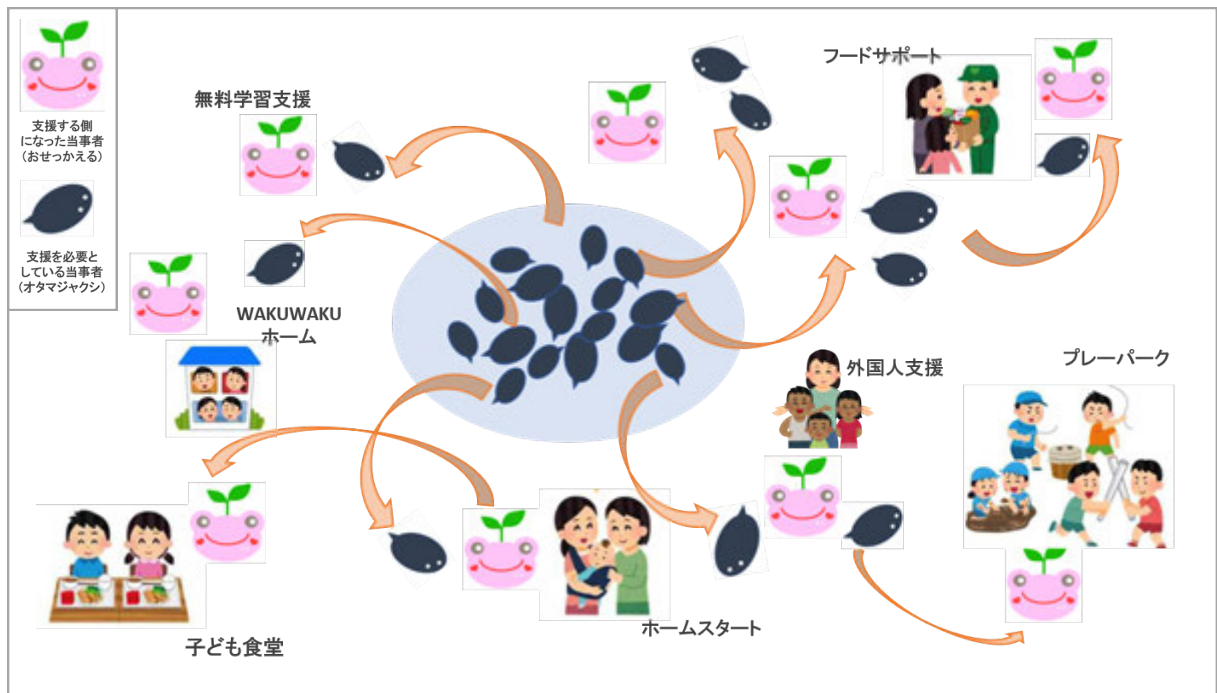 支援する側
になった当事者
(おせっかえる)
支援を必要と
している当事者
(オタマジャクシ)
無料学習支援
フードサポート
WAKUWAKU
ホーム
外国人支援
プレーパーク
ホームスタート
子ども食堂